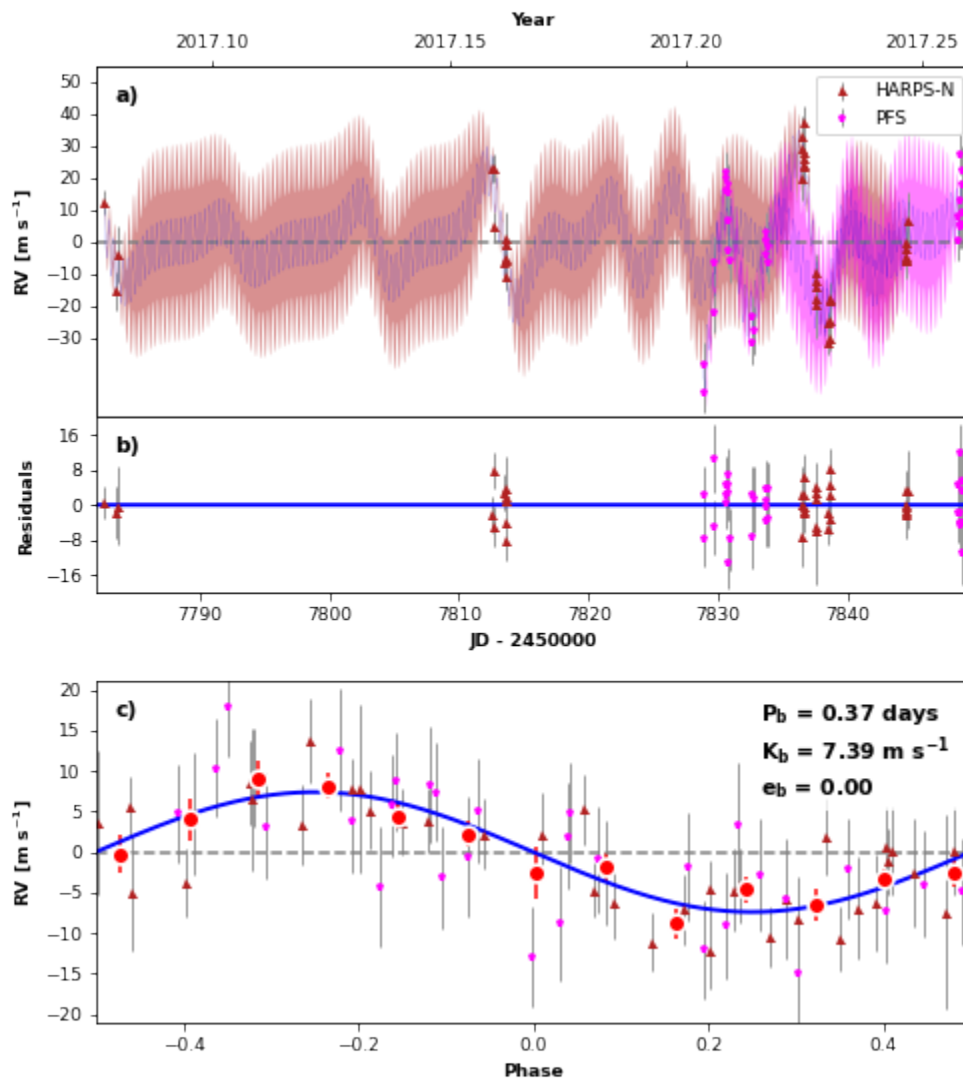 Year
2017.10 2017.15 2017.20 2017.25
a)
HARPS-N
PFS
50
40
30
20
10
0
−10
−20
−30
RV [m s⁻¹]
b)
16
8
0
−8
−16
Residuals
7790 7800 7810 7820 7830 7840
JD - 2450000
c)
P_b = 0.37 days
K_b = 7.39 m s⁻¹
e_b = 0.00
20
15
10
5
0
−5
−10
−15
−20
RV [m s⁻¹]
−0.4 −0.2 0.0 0.2 0.4
Phase